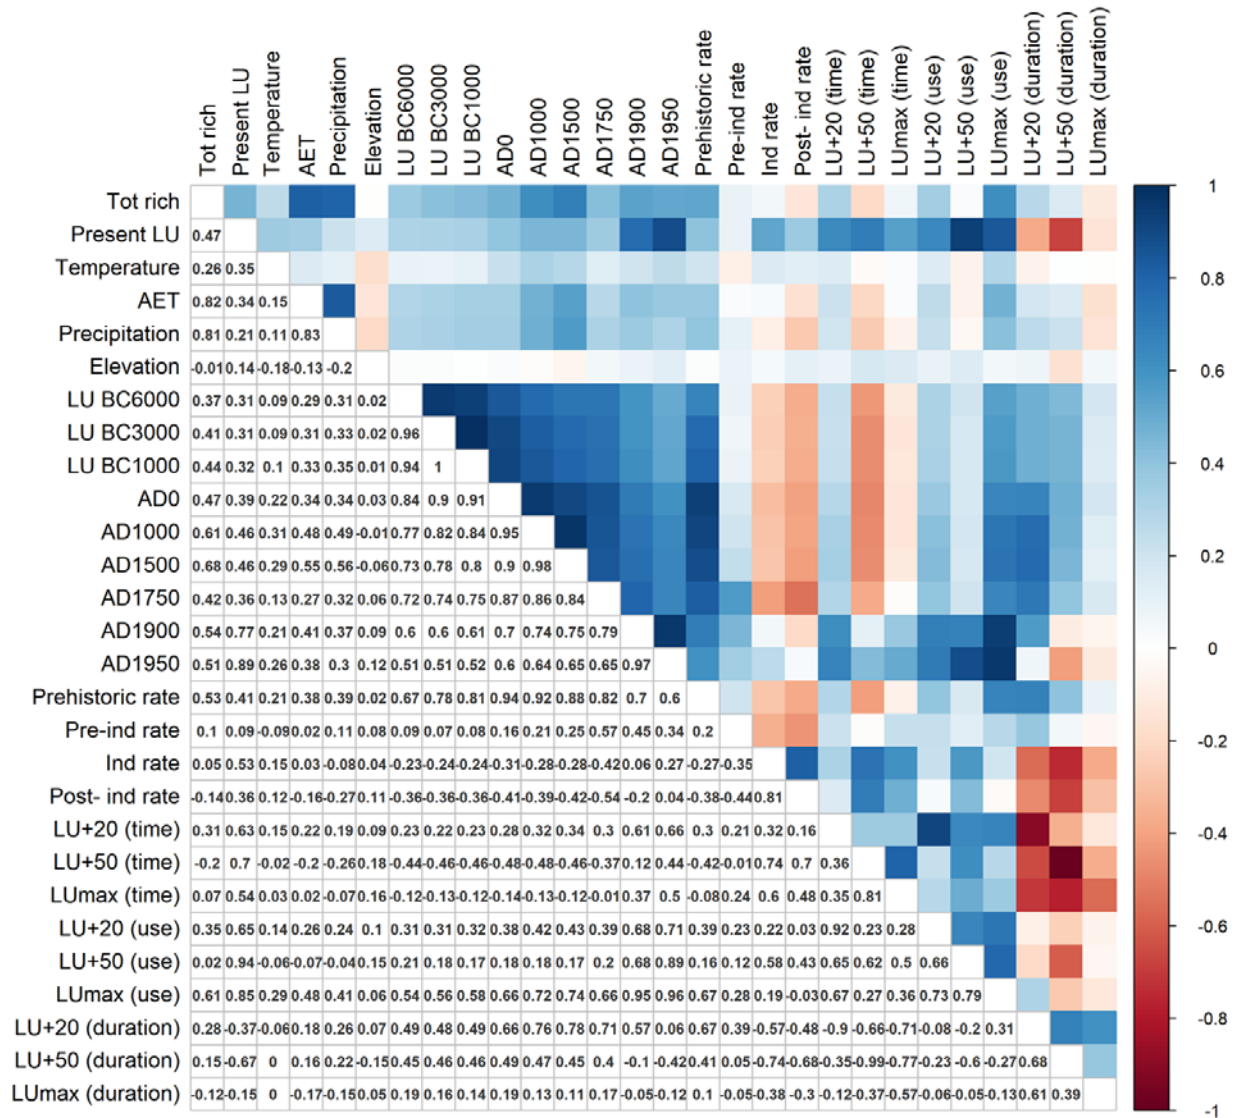 Tot rich
Present LU
Temperature
AET
Precipitation
Elevation
LU BC6000
LU BC3000
LU BC1000
AD0
AD1000
AD1500
AD1750
AD1900
AD1950
Prehistoric rate
Pre-ind rate
Ind rate
Post- ind rate
LU+20 (time)
LU+50 (time)
LUmax (time)
LU+20 (use)
LU+50 (use)
LUmax (use)
LU+20 (duration)
LU+50 (duration)
LUmax (duration)
Tot rich
Present LU 0.47
Temperature 0.26 0.35
AET 0.82 0.34 0.15
Precipitation 0.81 0.21 0.11 0.83
Elevation -0.01 0.14 -0.18 -0.13 -0.2
LU BC6000 0.37 0.31 0.09 0.29 0.31 0.02
LU BC3000 0.41 0.31 0.09 0.31 0.33 0.02 0.96
LU BC1000 0.44 0.32 0.1 0.33 0.35 0.01 0.94 1
AD0 0.47 0.39 0.22 0.34 0.34 0.03 0.84 0.9 0.91
AD1000 0.61 0.46 0.31 0.48 0.49 -0.01 0.77 0.82 0.84 0.95
AD1500 0.68 0.46 0.29 0.55 0.56 -0.06 0.73 0.78 0.8 0.9 0.98
AD1750 0.42 0.36 0.13 0.27 0.32 0.06 0.72 0.74 0.75 0.87 0.86 0.84
AD1900 0.54 0.77 0.21 0.41 0.37 0.09 0.6 0.6 0.61 0.7 0.74 0.75 0.79
AD1950 0.51 0.89 0.26 0.38 0.3 0.12 0.51 0.51 0.52 0.6 0.64 0.65 0.65 0.97
Prehistoric rate 0.53 0.41 0.21 0.38 0.39 0.02 0.67 0.78 0.81 0.94 0.92 0.88 0.82 0.7 0.6
Pre-ind rate 0.1 0.09 -0.09 0.02 0.11 0.08 0.09 0.07 0.08 0.16 0.21 0.25 0.57 0.45 0.34 0.2
Ind rate 0.05 0.53 0.15 0.03 -0.08 0.04 -0.23 -0.24 -0.24 -0.31 -0.28 -0.28 -0.42 0.06 0.27 -0.27 -0.35
Post- ind rate -0.14 0.36 0.12 -0.16 -0.27 0.11 -0.36 -0.36 -0.36 -0.41 -0.39 -0.42 -0.54 -0.2 0.04 -0.38 -0.44 0.81
LU+20 (time) 0.31 0.63 0.15 0.22 0.19 0.09 0.23 0.22 0.23 0.28 0.32 0.34 0.3 0.61 0.66 0.3 0.21 0.32 0.16
LU+50 (time) -0.2 0.7 -0.02 -0.2 -0.26 0.18 -0.44 -0.46 -0.46 -0.48 -0.48 -0.46 -0.37 0.12 0.44 -0.42 -0.01 0.74 0.7 0.36
LUmax (time) 0.07 0.54 0.03 0.02 -0.07 0.16 -0.12 -0.13 -0.12 -0.14 -0.13 -0.12 -0.01 0.37 0.5 -0.08 0.24 0.6 0.48 0.35 0.81
LU+20 (use) 0.35 0.65 0.14 0.26 0.24 0.1 0.31 0.31 0.32 0.38 0.42 0.43 0.39 0.68 0.71 0.39 0.23 0.22 0.03 0.92 0.23 0.28
LU+50 (use) 0.02 0.94 -0.06 -0.07 -0.04 0.15 0.21 0.18 0.17 0.18 0.18 0.17 0.2 0.68 0.89 0.16 0.12 0.58 0.43 0.65 0.62 0.5 0.66
LUmax (use) 0.61 0.85 0.29 0.48 0.41 0.06 0.54 0.56 0.58 0.66 0.72 0.74 0.66 0.95 0.96 0.67 0.28 0.19 -0.03 0.67 0.27 0.36 0.73 0.79
LU+20 (duration) 0.28 -0.37 -0.06 0.18 0.26 0.07 0.49 0.48 0.49 0.66 0.76 0.78 0.71 0.57 0.06 0.67 0.39 -0.57 -0.48 -0.9 -0.66 -0.71 -0.08 -0.2 0.31
LU+50 (duration) 0.15 -0.67 0 0.16 0.22 -0.15 0.45 0.46 0.46 0.49 0.47 0.45 0.4 -0.1 -0.42 0.41 0.05 -0.74 -0.68 -0.35 -0.99 -0.77 -0.23 -0.6 -0.27 0.68
LUmax (duration) -0.12 -0.15 0 -0.17 -0.15 0.05 0.19 0.16 0.14 0.19 0.13 0.11 0.17 -0.05 -0.12 0.1 -0.05 -0.38 -0.3 -0.12 -0.37 -0.57 -0.06 -0.05 -0.13 0.61 0.39
1
0.8
0.6
0.4
0.2
0
-0.2
-0.4
-0.6
-0.8
-1